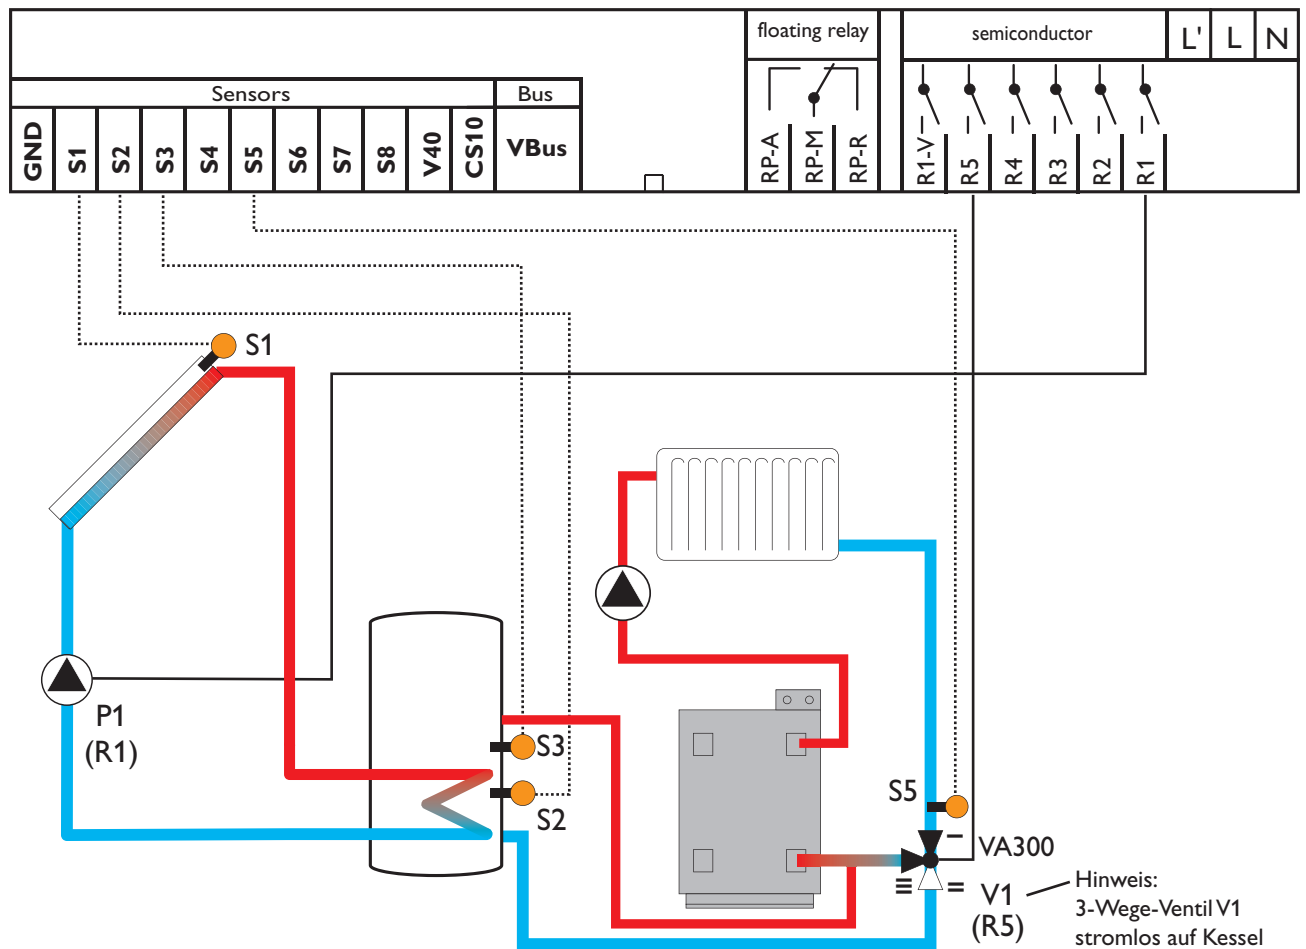 floating relay
semiconductor
L'
L
N
Sensors
Bus
GND
S1
S2
S3
S4
S5
S6
S7
S8
V40
CS10
VBus
RP-A
RP-M
RP-R
R1-V
R5
R4
R3
R2
R1
S1
P1
(R1)
S3
S2
S5
VA300
V1
(R5)
Hinweis:
3-Wege-Ventil V1
stromlos auf Kessel